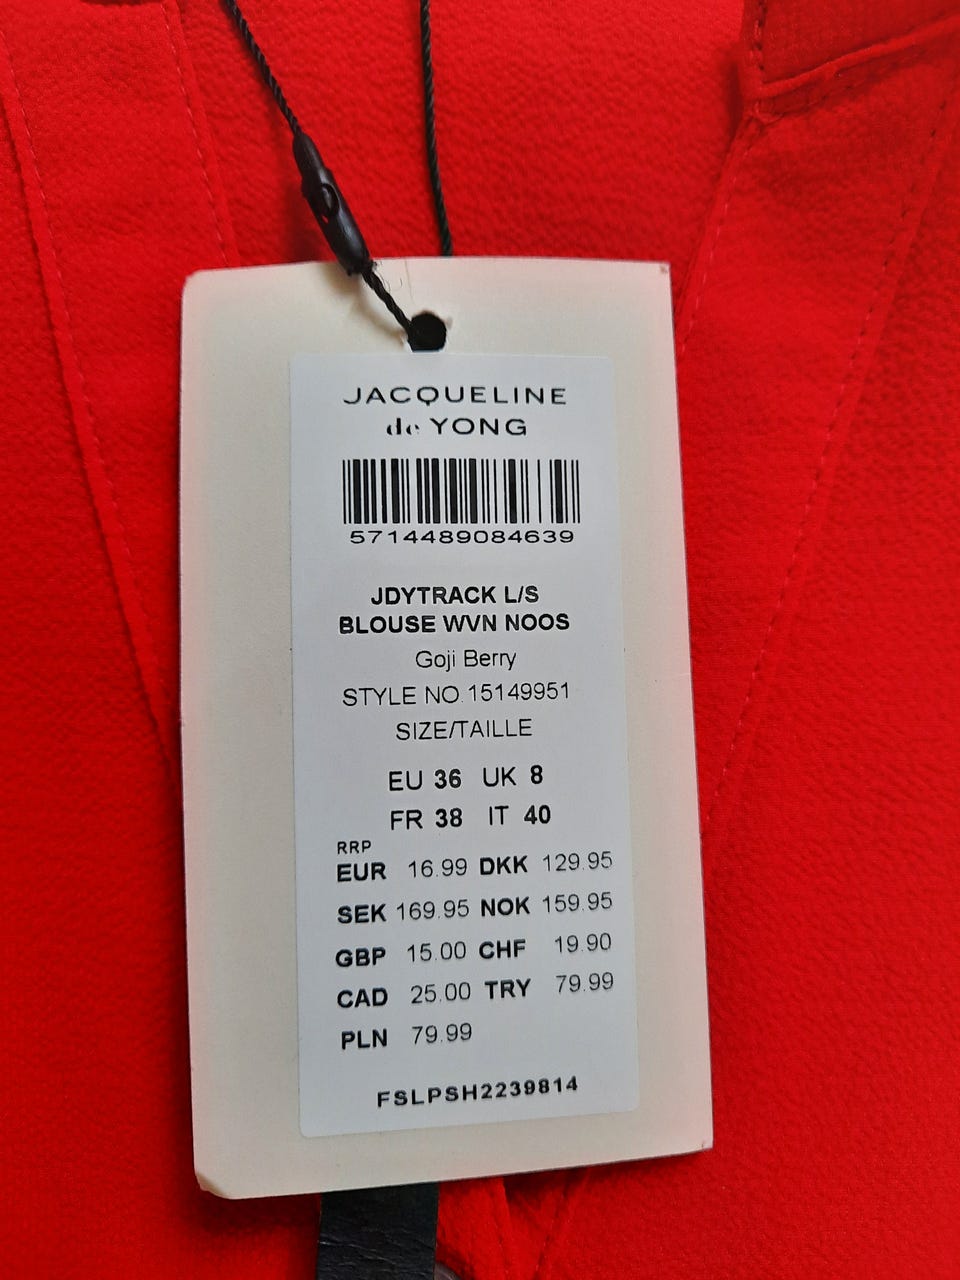 JACQUELINE
de YONG
5714489084639
JDYTRACK L/S
BLOUSE WVN NOOS
Goji Berry
STYLE NO.15149951
SIZE/TAILLE
EU 36 UK 8
FR 38 IT 40
RRP
EUR 16.99 DKK 129.95
SEK 169.95 NOK 159.95
GBP 15.00 CHF 19.90
CAD 25.00 TRY 79.99
PLN 79.99
FSLPSH2239814